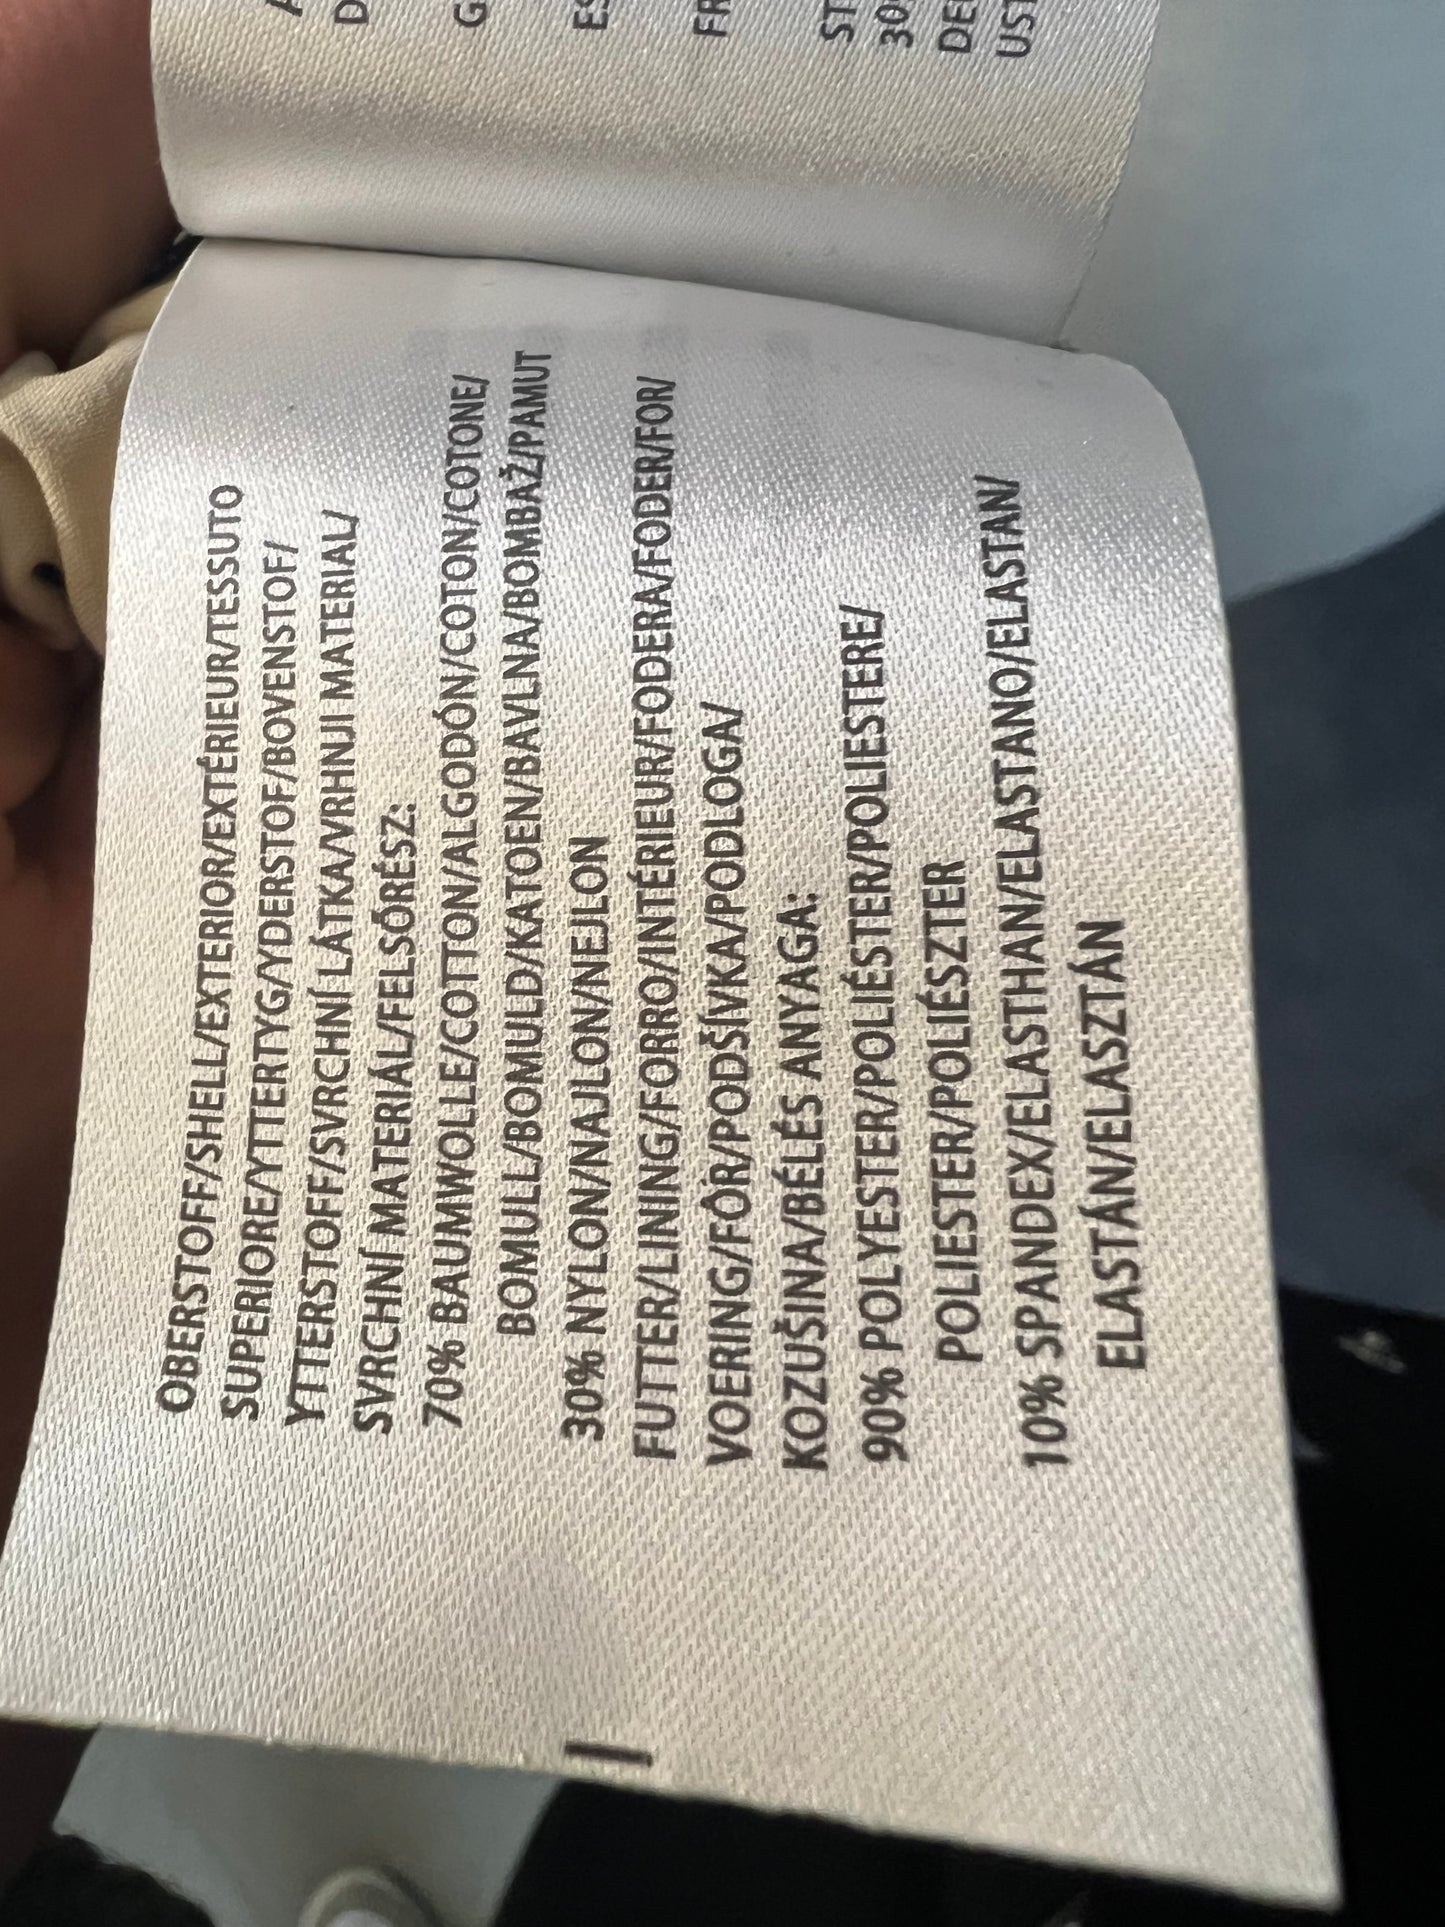 OBERSTOFF/SHELL/EXTERIOR/EXTÉRIEUR/TESSUTO
SUPERIORE/YTTERTYG/YDERSTOF/BOVENSTOF/
YTTERSTOFF/SVRCHNÍ LÁTKA/VRHNJI MATERIAL/
SVRCHNÍ MATERIÁL/FELSŐRÉSZ:
70% BAUMWOLLE/COTTON/ALGODÓN/COTON/COTONE/
BOMULL/BOMULD/KATOEN/BAVLNA/BOMBAŽ/PAMUT
30% NYLON/NAJLON/NEJLON
FUTTER/LINING/FORRO/INTÉRIEUR/FODERA/FODER/FOR/
VOERING/FÓR/PODŠÍVKA/PODLOGA/
KOZUŠINA/BÉLÉS ANYAGA:
90% POLYESTER/POLIÉSTER/POLIESTERE/
POLIESTER/POLIÉSZTER
10% SPANDEX/ELASTHAN/ELASTANO/ELASTAN/
ELASTÁN/ELASZTÁN